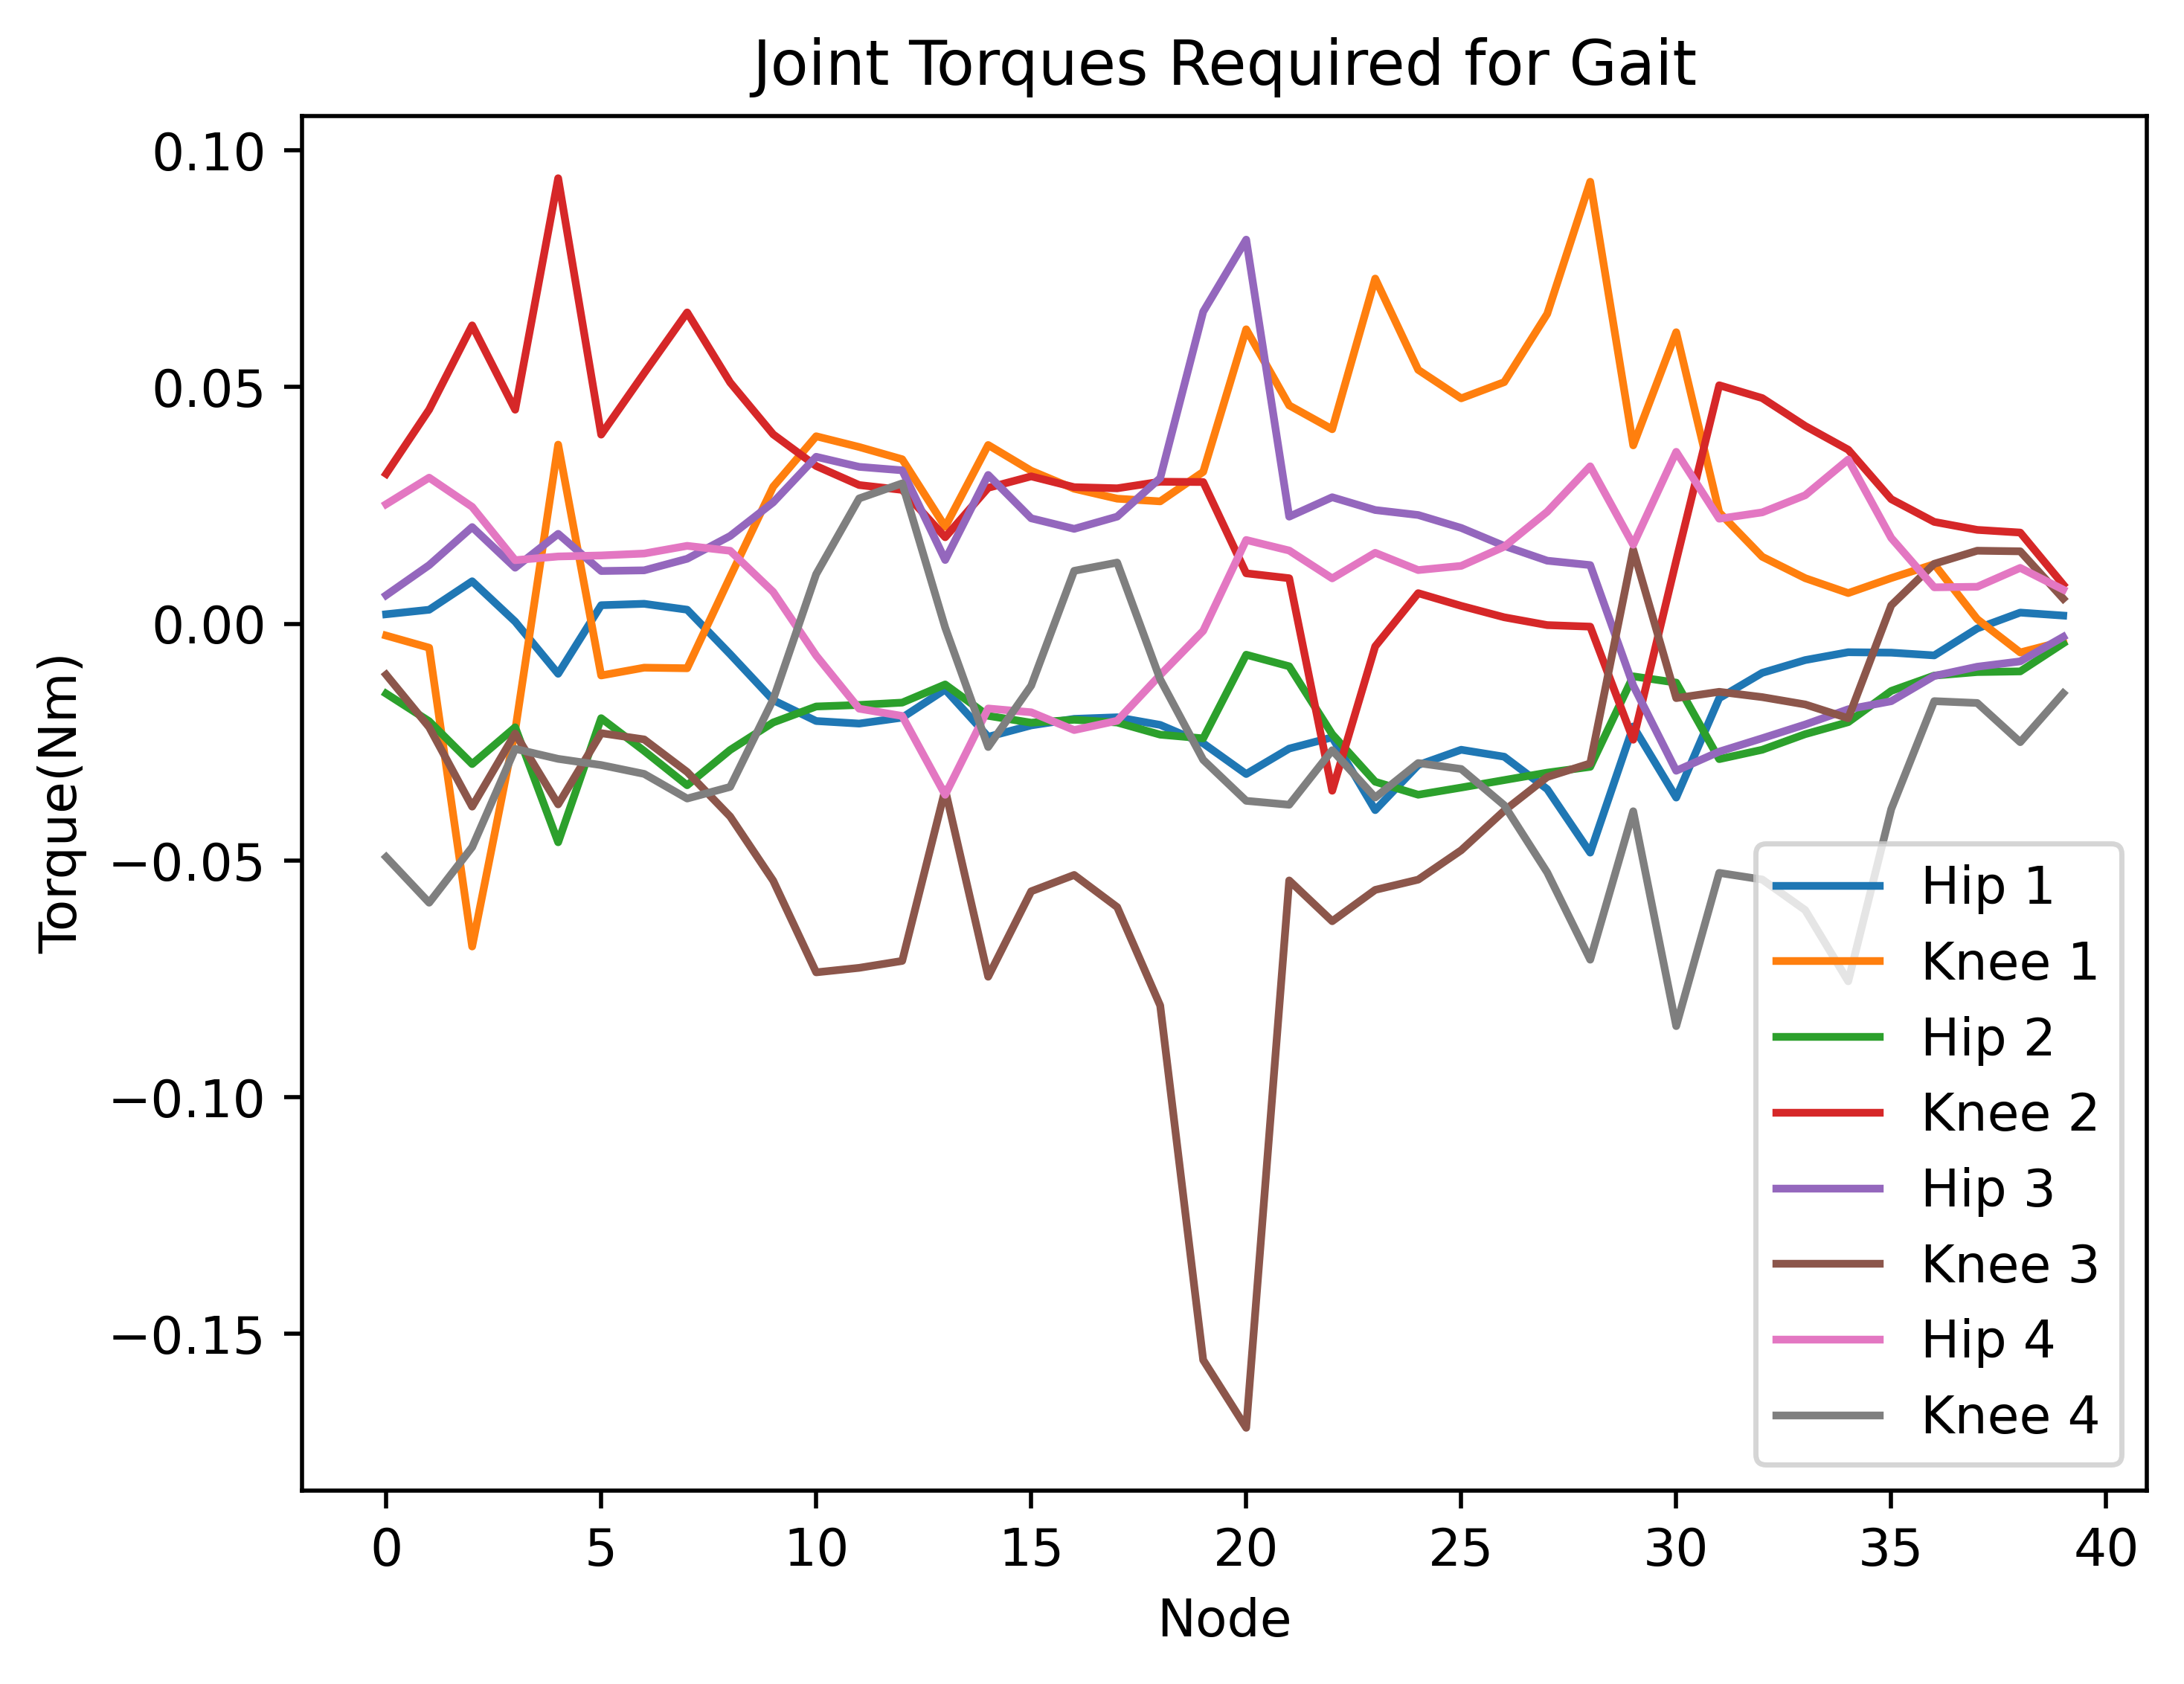 Joint Torques Required for Gait
0.10
0.05
0.00
−0.05
−0.10
−0.15
Torque(Nm)
Hip 1
Knee 1
Hip 2
Knee 2
Hip 3
Knee 3
Hip 4
Knee 4
0 5 10 15 20 25 30 35 40
Node